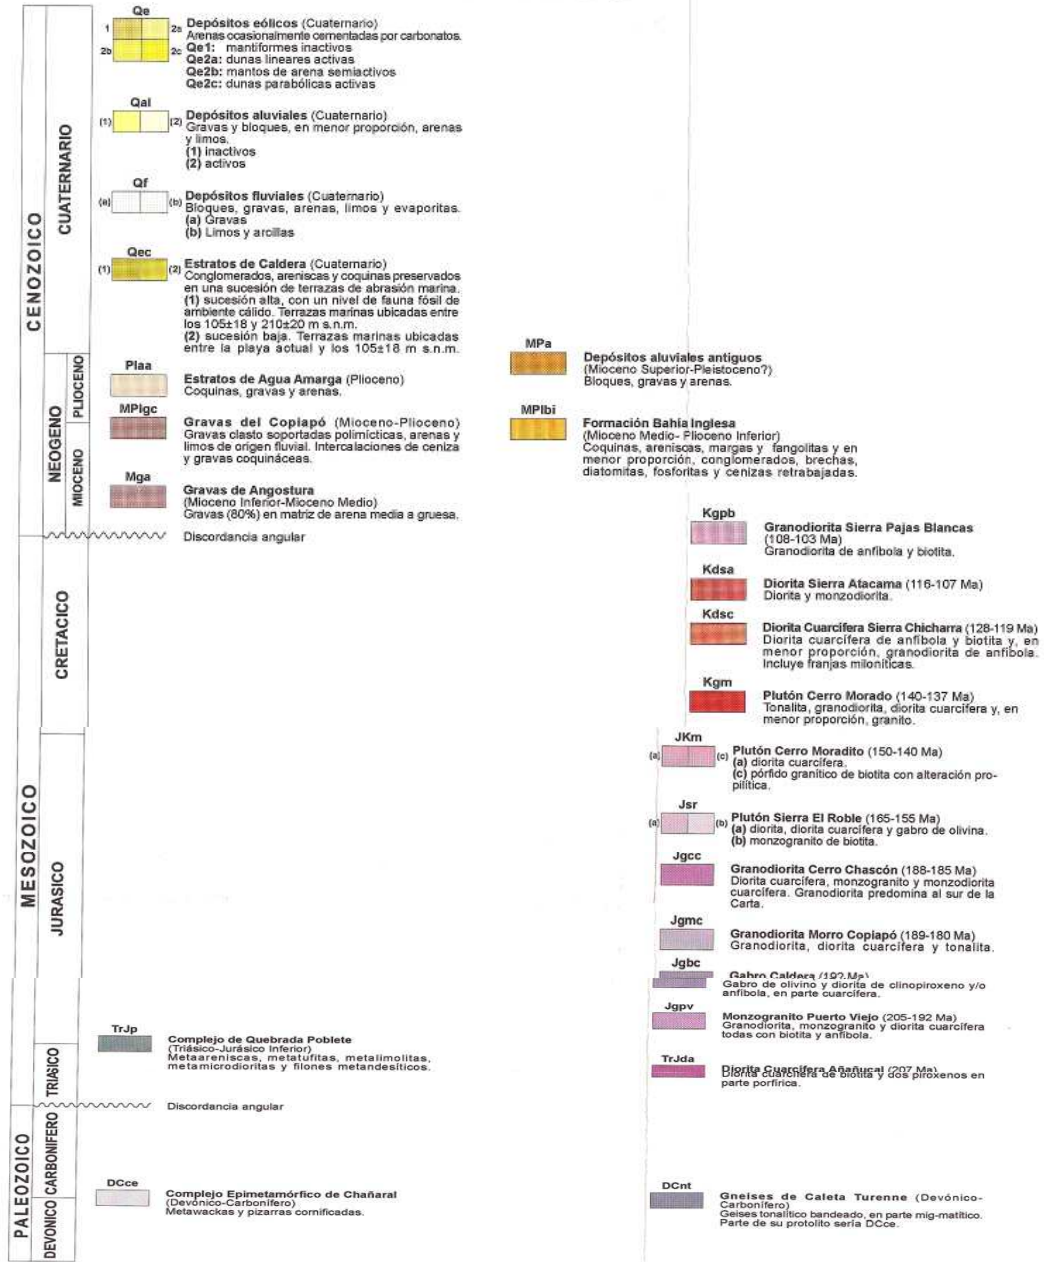 CENOZOICO
CUATERNARIO
NEOGENO
PLIOCENO
MIOCENO
MESOZOICO
CRETACICO
JURASICO
TRIASICO
PALEOZOICO
CARBONIFERO
DEVONICO
Qe
1
2a
2b
2c
Depósitos eólicos (Cuaternario)
Arenas ocasionalmente cementadas por carbonatos.
Qe1: mantiformes inactivos
Qe2a: dunas lineares activas
Qe2b: mantos de arena semiactivos
Qe2c: dunas parabólicas activas
Qal
(1)
(2)
Depósitos aluviales (Cuaternario)
Gravas y bloques, en menor proporción, arenas
y limos.
(1) inactivos
(2) activos
Qf
(a)
(b)
Depósitos fluviales (Cuaternario)
Bloques, gravas, arenas, limos y evaporitas.
(a) Gravas
(b) Limos y arcillas
Qec
(1)
(2)
Estratos de Caldera (Cuaternario)
Conglomerados, areniscas y coquinas preservados
en una sucesión de terrazas de abrasión marina.
(1) sucesión alta, con un nivel de fauna fósil de
ambiente cálido. Terrazas marinas ubicadas entre
los 105±18 y 210±20 m s.n.m.
(2) sucesión baja. Terrazas marinas ubicadas
entre la playa actual y los 105±18 m s.n.m.
Plaa
Estratos de Agua Amarga (Plioceno)
Coquinas, gravas y arenas.
MPlgc
Gravas del Copiapó (Mioceno-Plioceno)
Gravas clasto soportadas polimícticas, arenas y
limos de origen fluvial. Intercalaciones de ceniza
y gravas coquináceas.
Mga
Gravas de Angostura
(Mioceno Inferior-Mioceno Medio)
Gravas (80%) en matriz de arena media a gruesa.
Discordancia angular
MPa
Depósitos aluviales antiguos
(Mioceno Superior-Pleistoceno?)
Bloques, gravas y arenas.
MPlbi
Formación Bahía Inglesa
(Mioceno Medio- Plioceno Inferior)
Coquinas, areniscas, margas y fangolitas y en
menor proporción, conglomerados, brechas,
diatomitas, fosforitas y cenizas retrabajadas.
Kgpb
Granodiorita Sierra Pajas Blancas
(108-103 Ma)
Granodiorita de anfíbola y biotita.
Kdsa
Diorita Sierra Atacama (116-107 Ma)
Diorita y monzodiorita.
Kdsc
Diorita Cuarcífera Sierra Chicharra (128-119 Ma)
Diorita cuarcífera de anfíbola y biotita y, en
menor proporción, granodiorita de anfíbola.
Incluye franjas miloníticas.
Kgm
Plutón Cerro Morado (140-137 Ma)
Tonalita, granodiorita, diorita cuarcífera y, en
menor proporción, granito.
JKm
(a)
(c)
Plutón Cerro Moradito (150-140 Ma)
(a) diorita cuarcífera.
(c) pórfido granítico de biotita con alteración pro-
pilítica.
Jsr
(a)
(b)
Plutón Sierra El Roble (165-155 Ma)
(a) diorita, diorita cuarcífera y gabro de olivina.
(b) monzogranito de biotita.
Jgcc
Granodiorita Cerro Chascón (188-185 Ma)
Diorita cuarcífera, monzogranito y monzodiorita
cuarcífera. Granodiorita predomina al sur de la
Carta.
Jgmc
Granodiorita Morro Copiapó (189-180 Ma)
Granodiorita, diorita cuarcífera y tonalita.
Jgbc
Gabro Caldera Ma)
Gabro de olivino y diorita de clinopiroxeno y/o
anfíbola, en parte cuarcífera.
Jgpv
Monzogranito Puerto Viejo (205-192 Ma)
Granodiorita, monzogranito y diorita cuarcífera
todas con biotita y anfíbola.
TrJp
Complejo de Quebrada Poblete
(Triásico-Jurásico Inferior)
Metaareniscas, metatufitas, metalimolitas,
metamicrodioritas y filones metandesíticos.
TrJda
Diorita Cuarcífera Añañucal (207 Ma)
Diorita cuarcífera de biotita y dos piroxenos en
parte porfírica.
Discordancia angular
DCce
Complejo Epimetamórfico de Chañaral
(Devónico-Carbonífero)
Metawackas y pizarras cornificadas.
DCnt
Gneises de Caleta Turenne (Devónico-
Carbonífero)
Geises tonalítico bandeado, en parte mig-matítico.
Parte de su protolito sería DCce.